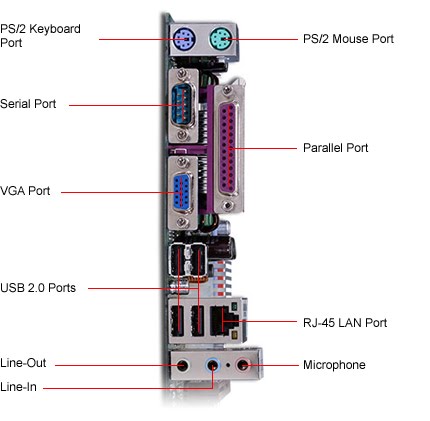 PS/2 Keyboard
Port
PS/2 Mouse Port
Serial Port
Parallel Port
VGA Port
USB 2.0 Ports
RJ-45 LAN Port
Line-Out
Microphone
Line-In